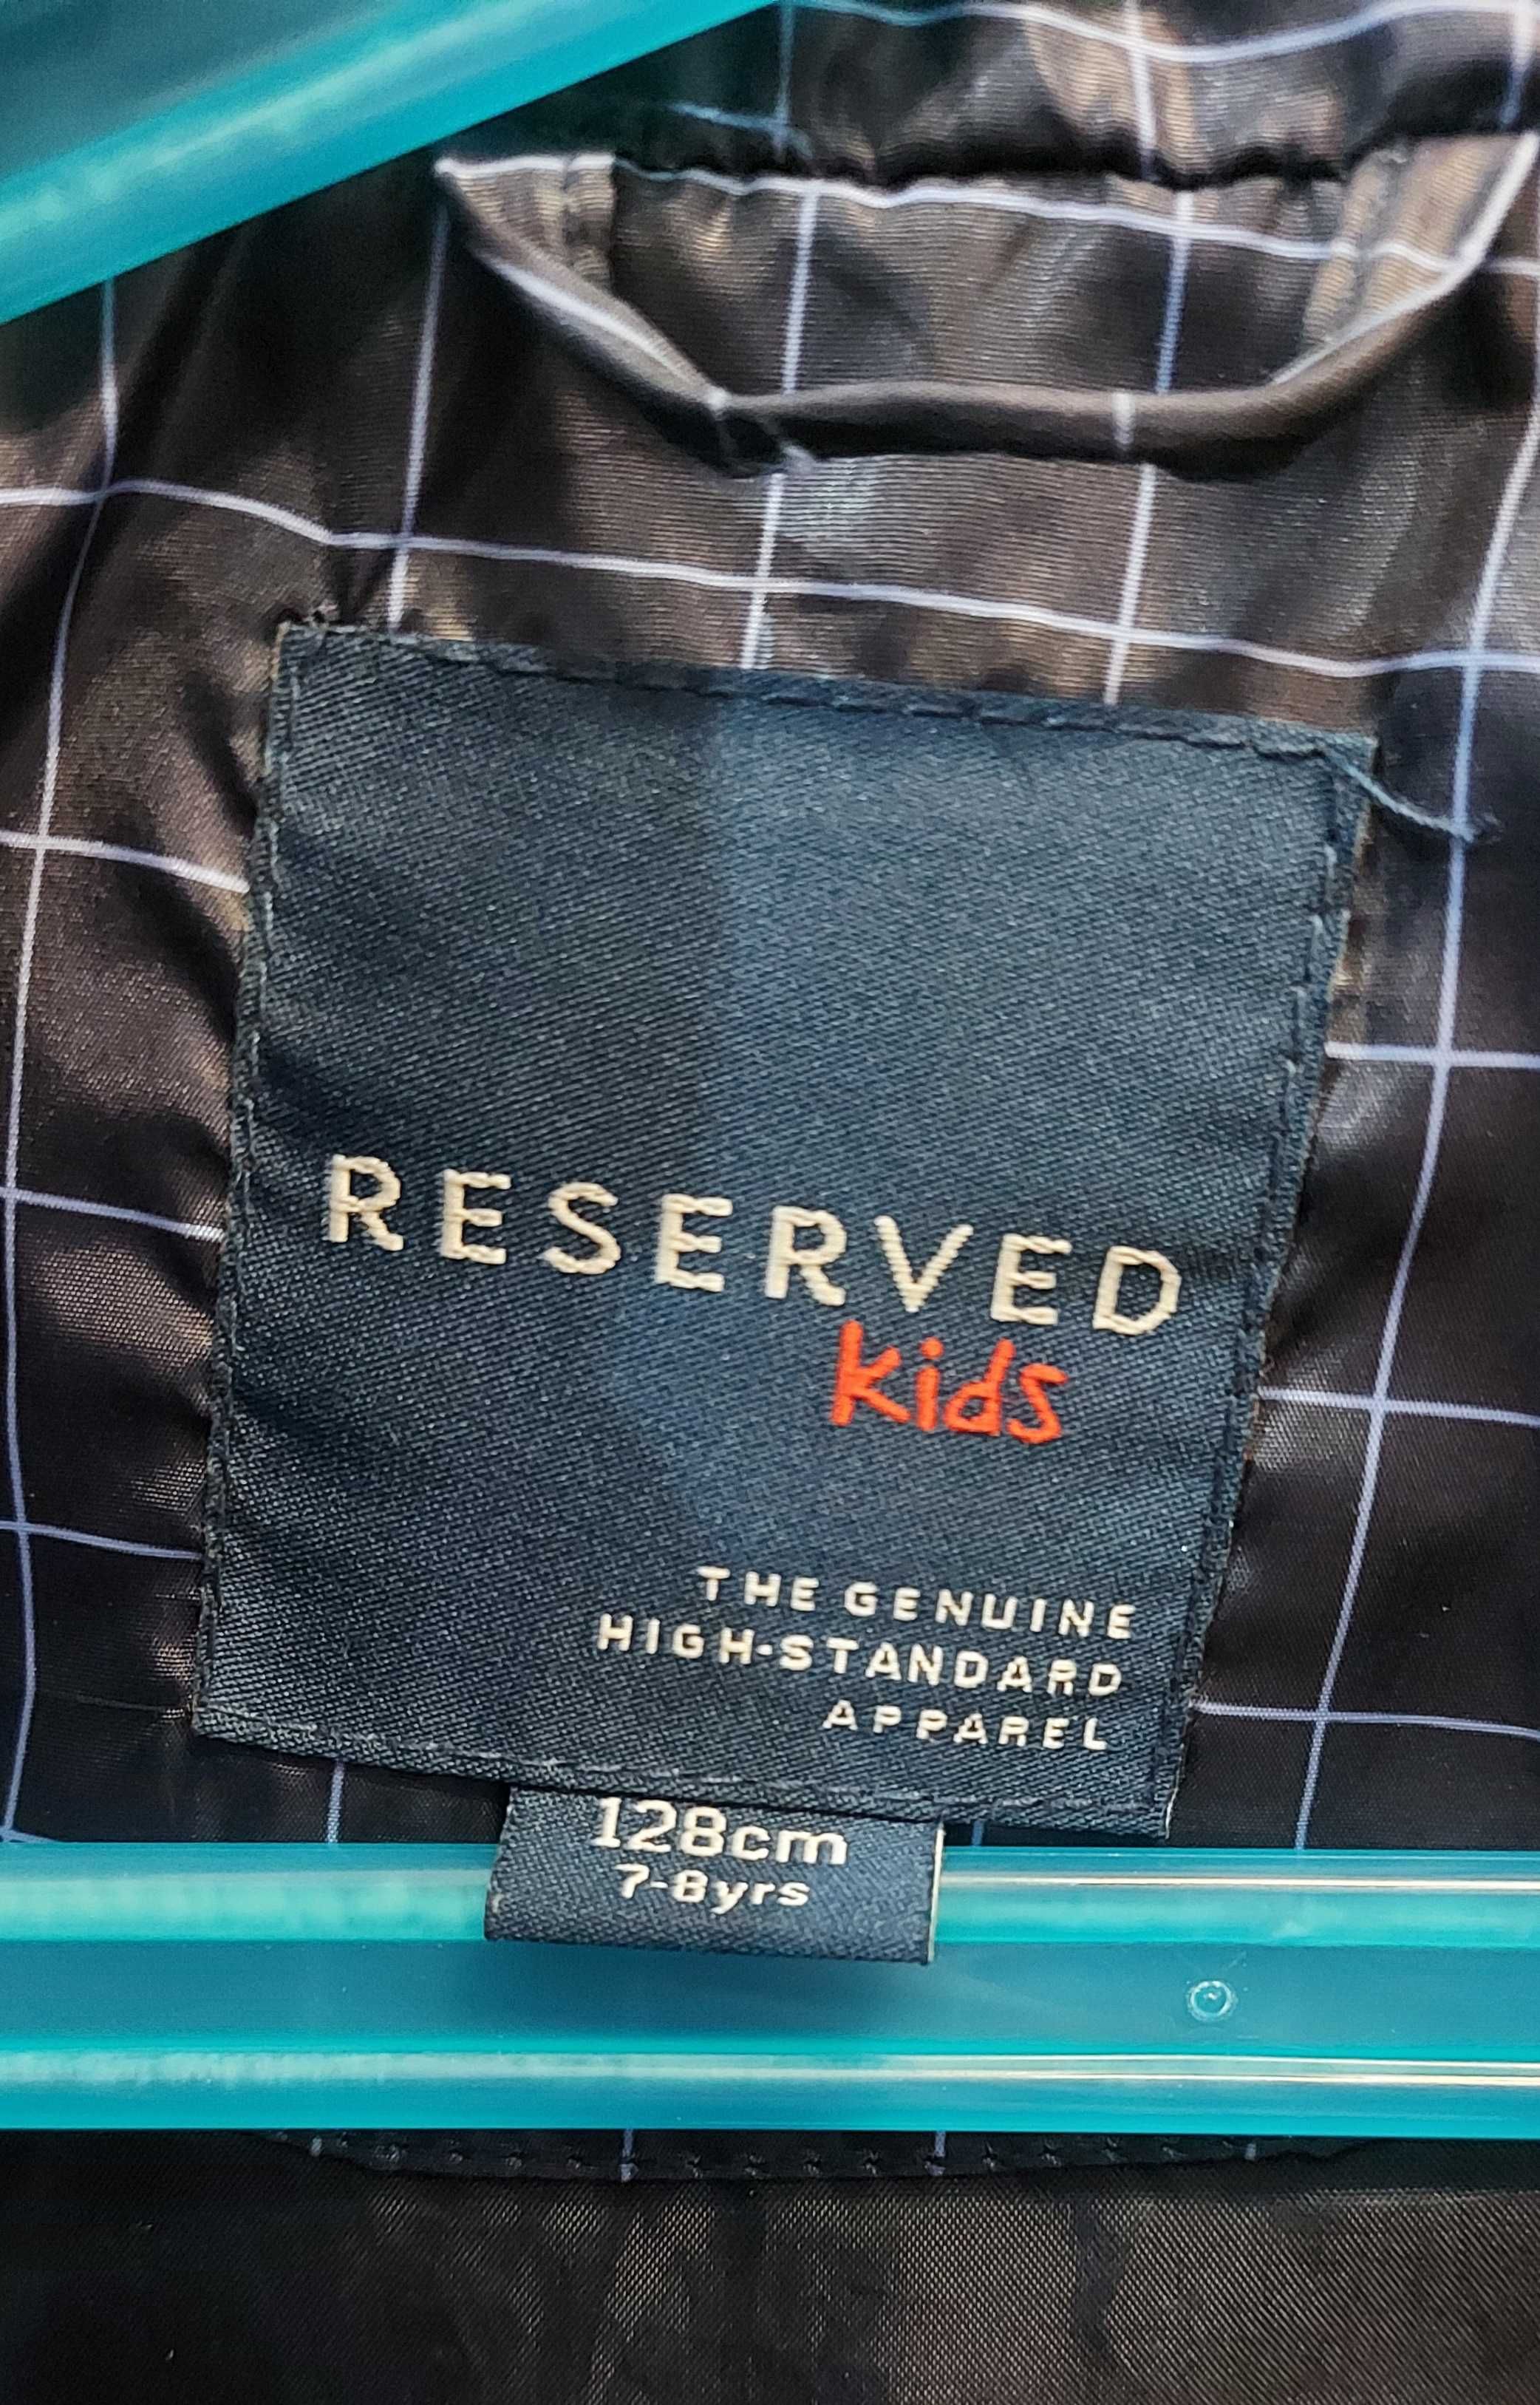 RESERVED
kids
THE GENUINE
HIGH-STANDARD
APPAREL
128cm
7-8yrs